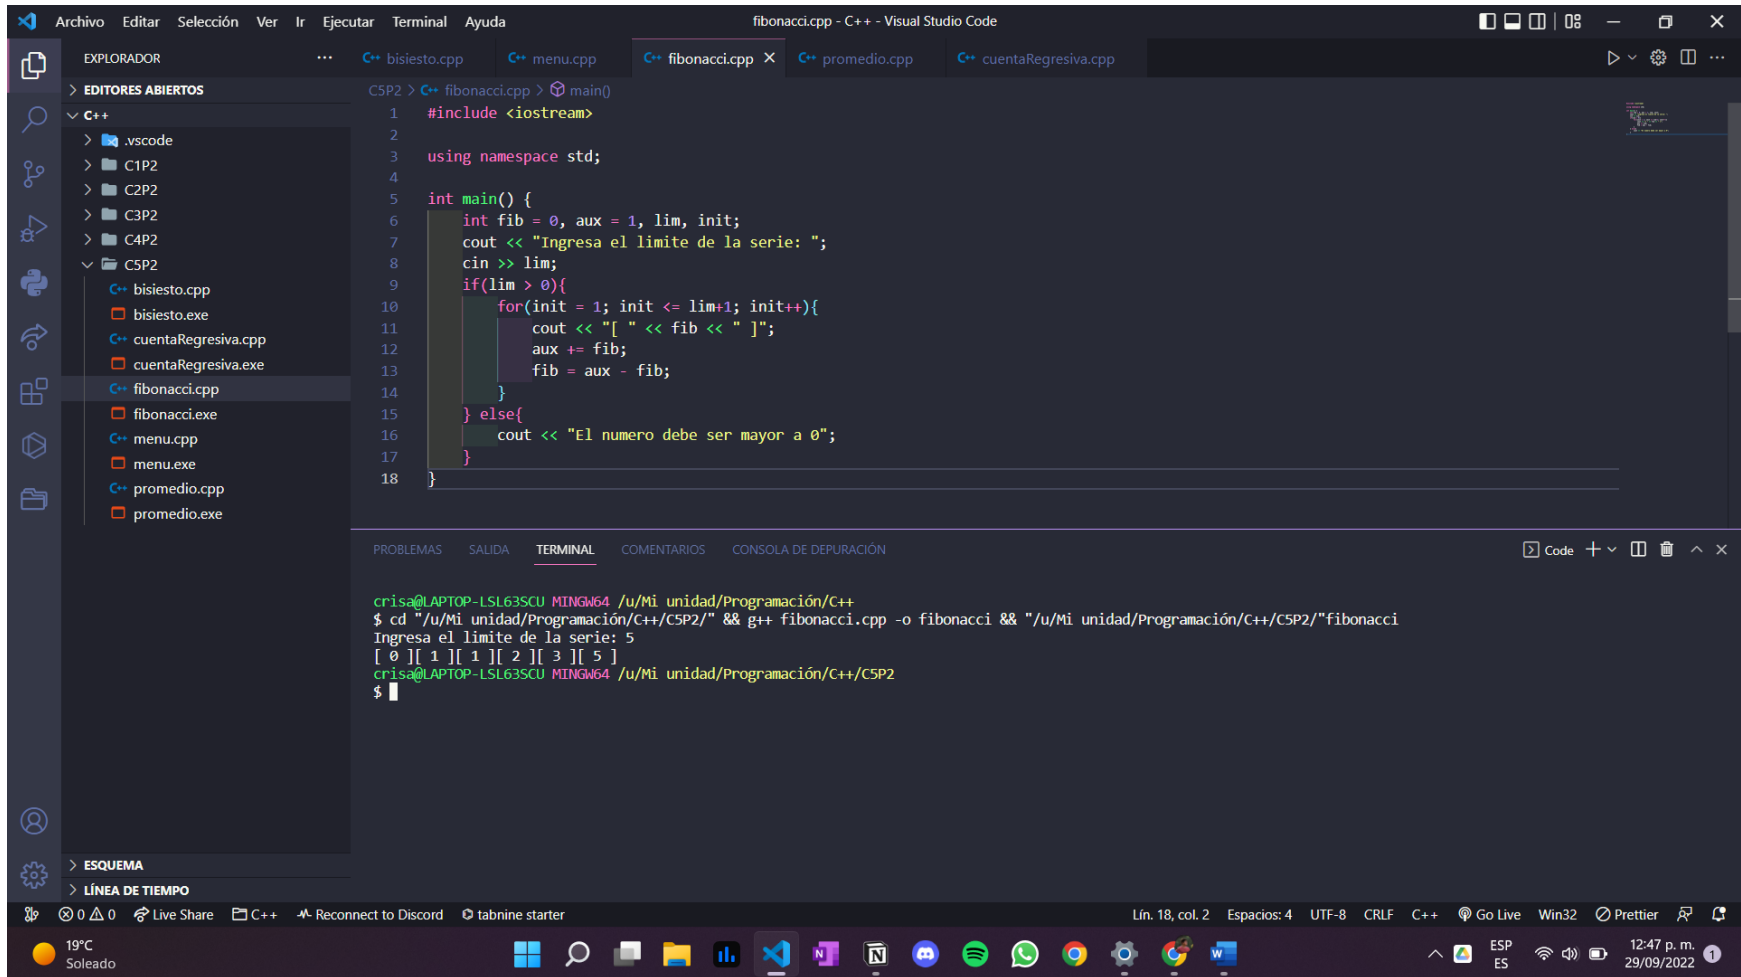 Archivo Editar Selección Ver Ir Ejecutar Terminal Ayuda
fibonacci.cpp - C++ - Visual Studio Code
EXPLORADOR
EDITORES ABIERTOS
C++
.vscode
C1P2
C2P2
C3P2
C4P2
C5P2
bisiesto.cpp
bisiesto.exe
cuentaRegresiva.cpp
cuentaRegresiva.exe
fibonacci.cpp
fibonacci.exe
menu.cpp
menu.exe
promedio.cpp
promedio.exe
ESQUEMA
LÍNEA DE TIEMPO
bisiesto.cpp menu.cpp fibonacci.cpp promedio.cpp cuentaRegresiva.cpp
C5P2 > fibonacci.cpp > main()
1 #include <iostream>
2
3 using namespace std;
4
5 int main() {
6 int fib = 0, aux = 1, lim, init;
7 cout << "Ingresa el limite de la serie: ";
8 cin >> lim;
9 if(lim > 0){
10 for(init = 1; init <= lim+1; init++){
11 cout << "[ " << fib << " ]";
12 aux += fib;
13 fib = aux - fib;
14 }
15 } else{
16 cout << "El numero debe ser mayor a 0";
17 }
18 }
PROBLEMAS SALIDA TERMINAL COMENTARIOS CONSOLA DE DEPURACIÓN
Code
crisa@LAPTOP-LSL63SCU MINGW64 /u/Mi unidad/Programación/C++
$ cd "/u/Mi unidad/Programación/C++/C5P2/" && g++ fibonacci.cpp -o fibonacci && "/u/Mi unidad/Programación/C++/C5P2/"fibonacci
Ingresa el limite de la serie: 5
[ 0 ][ 1 ][ 1 ][ 2 ][ 3 ][ 5 ]
crisa@LAPTOP-LSL63SCU MINGW64 /u/Mi unidad/Programación/C++/C5P2
$
0 0 Live Share C++ Reconnect to Discord tabnine starter
Lín. 18, col. 2 Espacios: 4 UTF-8 CRLF C++ Go Live Win32 Prettier
19°C
Soleado
ESP
ES
12:47 p. m.
29/09/2022
1